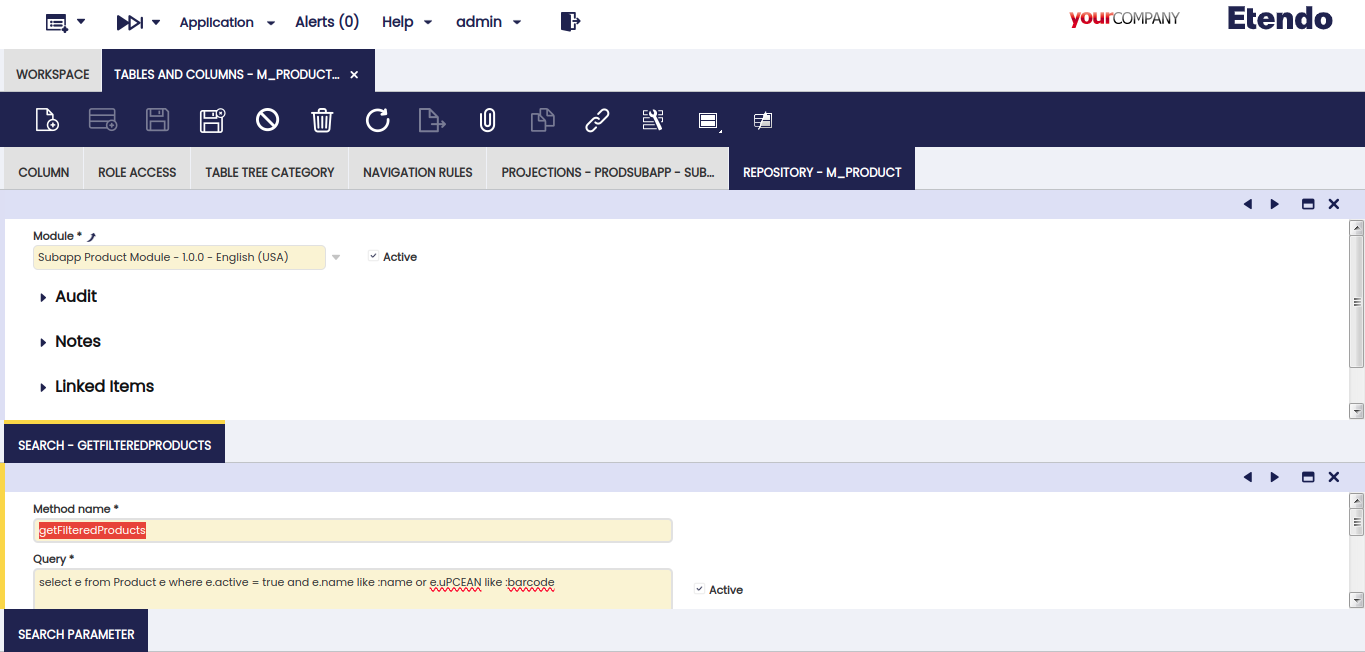 Application Alerts (0) Help admin yourCOMPANY Etendo
WORKSPACE TABLES AND COLUMNS - M_PRODUCT...
COLUMN ROLE ACCESS TABLE TREE CATEGORY NAVIGATION RULES PROJECTIONS - PRODSUBAPP - SUB... REPOSITORY - M_PRODUCT
Module *
Subapp Product Module - 1.0.0 - English (USA) Active
Audit
Notes
Linked Items
SEARCH - GETFILTEREDPRODUCTS
Method name *
getFilteredProducts
Query *
select e from Product e where e.active = true and e.name like :name or e.uPCEAN like :barcode
Active
SEARCH PARAMETER